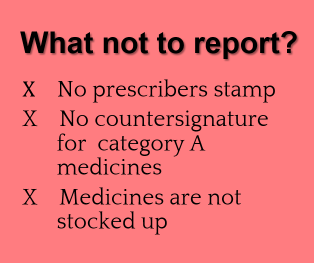 What not to report?
X No prescribers stamp
X No countersignature
for category A
medicines
X Medicines are not
stocked up